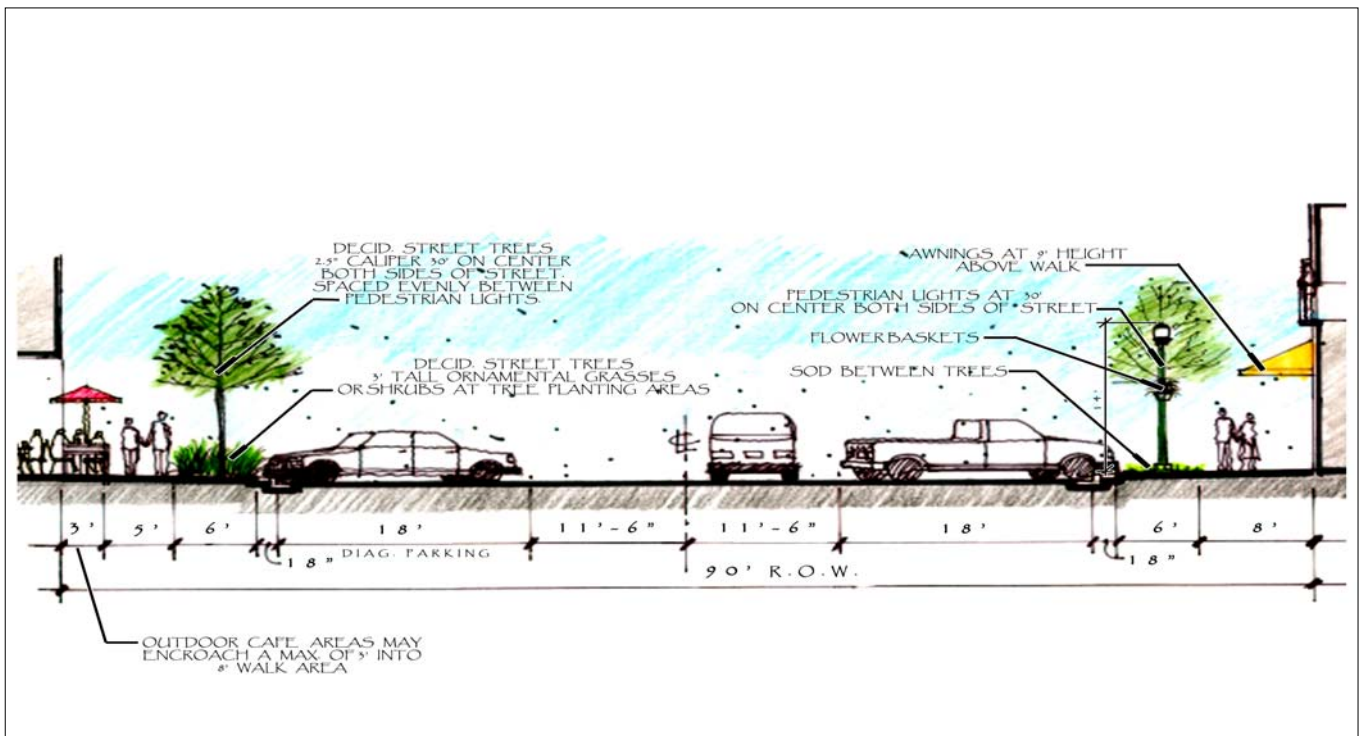 DECID. STREET TREES
2.5" CALIPER 30' ON CENTER
BOTH SIDES OF STREET.
SPACED EVENLY BETWEEN
PEDESTRIAN LIGHTS.
AWNINGS AT 9' HEIGHT
ABOVE WALK
PEDESTRIAN LIGHTS AT 30'
ON CENTER BOTH SIDES OF STREET
FLOWER BASKETS
SOD BETWEEN TREES
DECID. STREET TREES
3' TALL ORNAMENTAL GRASSES
OR SHRUBS AT TREE PLANTING AREAS
3' 5' 6' 18' 11'-6" 11'-6" 18' 6' 8'
18" DIAG. PARKING 18"
90' R.O.W.
OUTDOOR CAFE AREAS MAY
ENCROACH A MAX. OF 3' INTO
8' WALK AREA